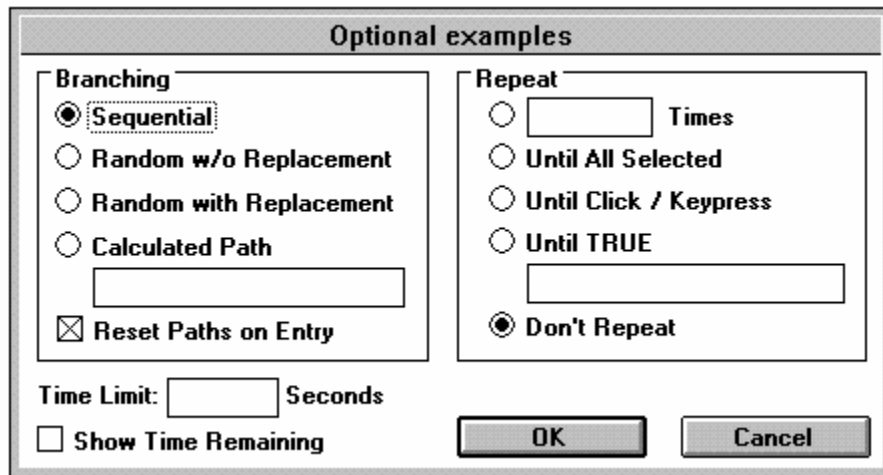 Optional examples
Branching
Sequential
Random w/o Replacement
Random with Replacement
Calculated Path
Reset Paths on Entry
Repeat
Times
Until All Selected
Until Click / Keypress
Until TRUE
Don't Repeat
Time Limit: Seconds
Show Time Remaining
OK
Cancel